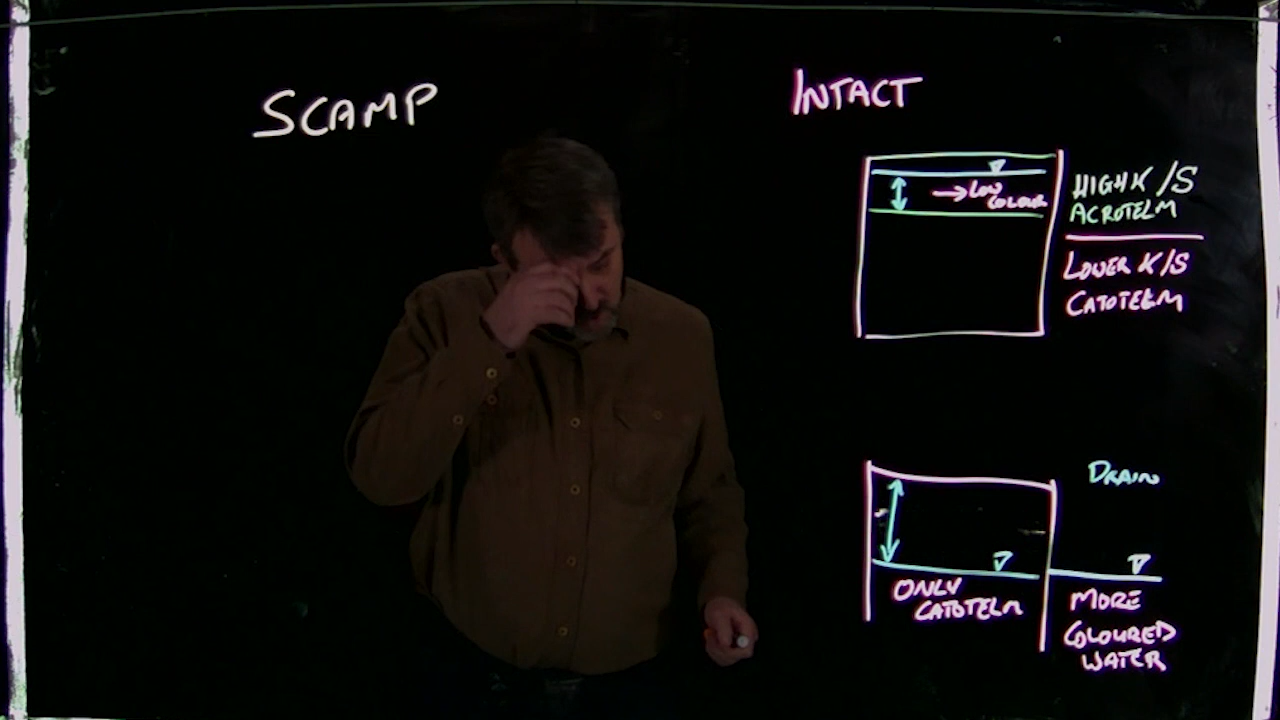 SCAMP
INTACT
→ LOW
COLOUR
HIGH K/S
ACROTELM
LOWER K/S
CATOTELM
DRAIN
ONLY
CATOTELM
MORE
COLOURED
WATER